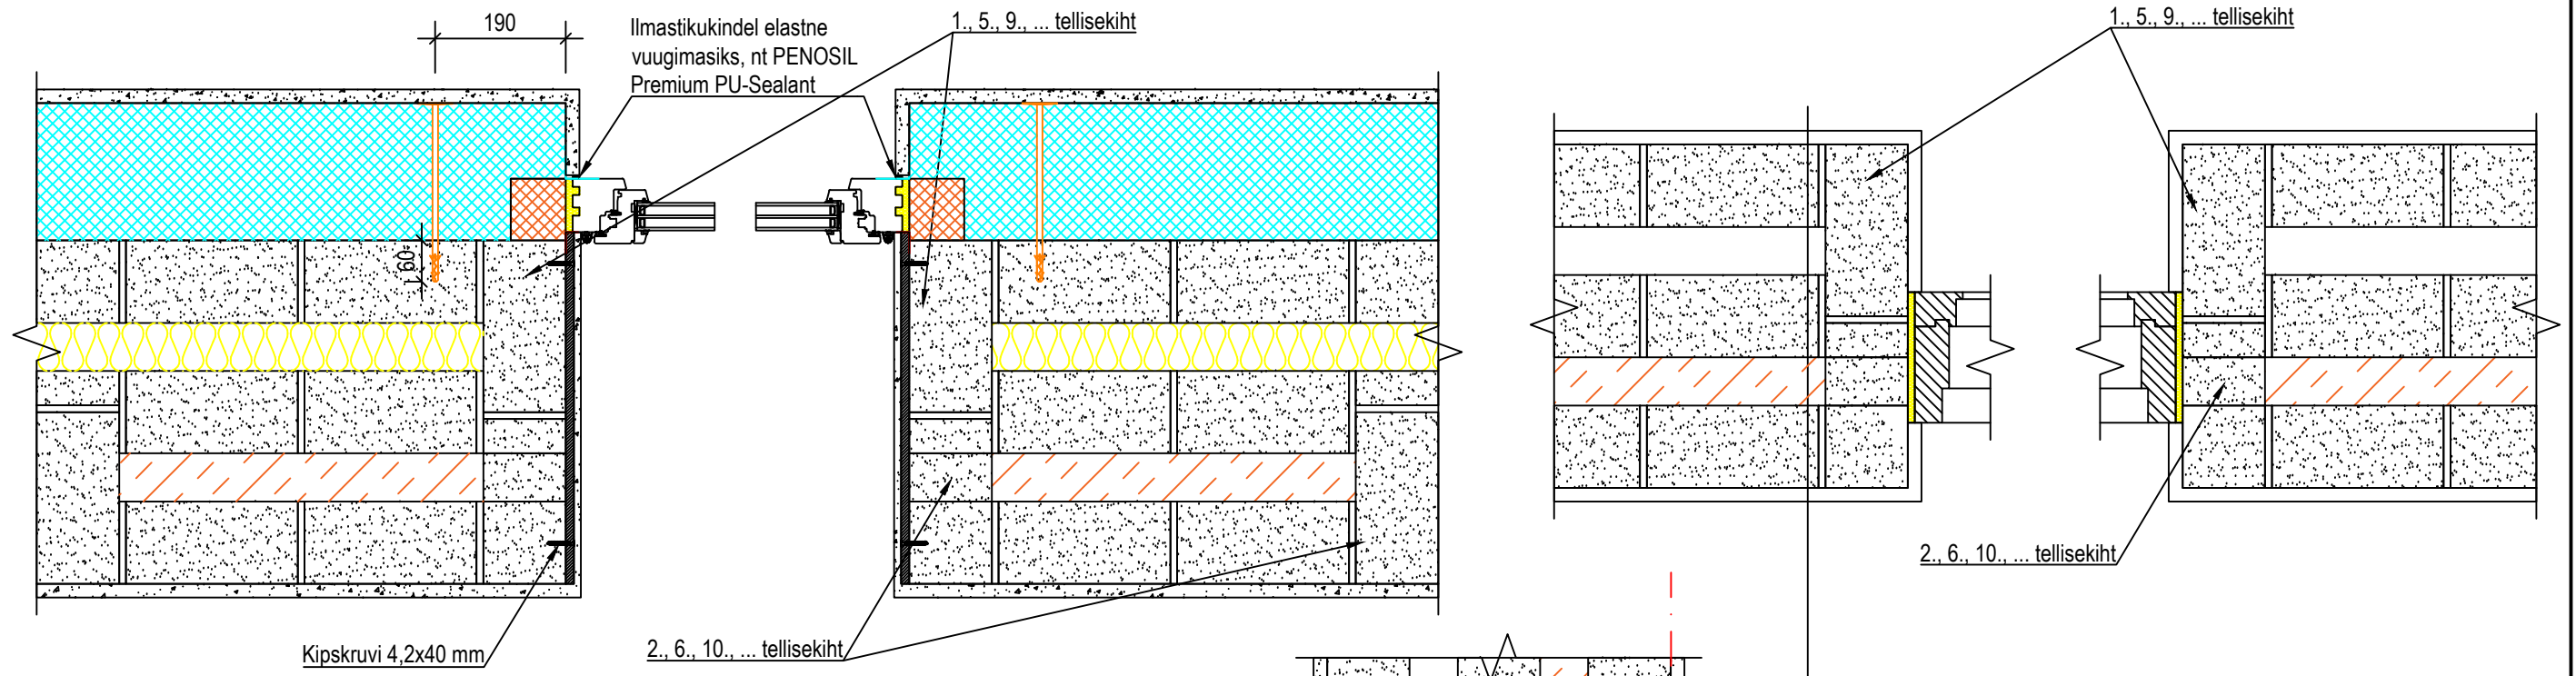 190
Ilmastikukindel elastne
vuugimasiks, nt PENOSIL
Premium PU-Sealant
1., 5., 9., ... tellisekiht
1., 5., 9., ... tellisekiht
60
2., 6., 10., ... tellisekiht
Kipskruvi 4,2x40 mm
2., 6., 10., ... tellisekiht